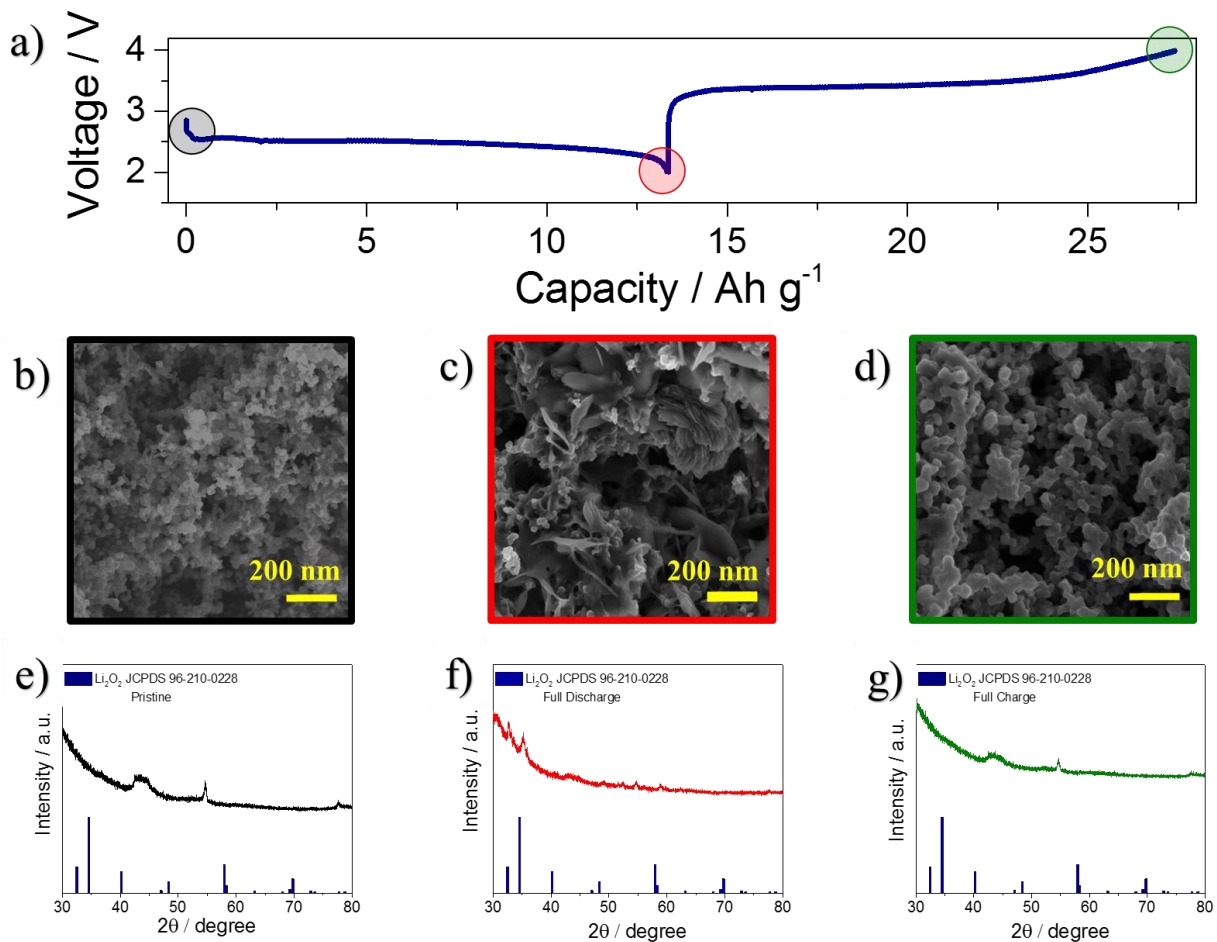 a)
Voltage / V
4
3
2
0 5 10 15 20 25
Capacity / Ah g⁻¹
b)
200 nm
c)
200 nm
d)
200 nm
e)
Intensity / a.u.
Li₂O₂ JCPDS 96-210-0228
Pristine
30 40 50 60 70 80
2θ / degree
f)
Intensity / a.u.
Li₂O₂ JCPDS 96-210-0228
Full Discharge
30 40 50 60 70 80
2θ / degree
g)
Intensity / a.u.
Li₂O₂ JCPDS 96-210-0228
Full Charge
30 40 50 60 70 80
2θ / degree